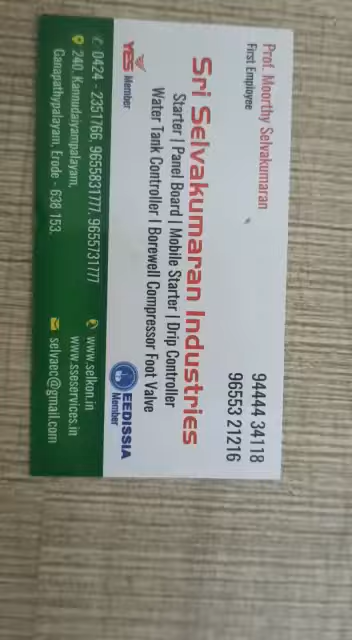 Prof. Moorthy Selvakumaran
First Employee
94444 34118
96553 21216
Sri Selvakumaran Industries
Starter | Panel Board | Mobile Starter | Drip Controller
Water Tank Controller | Borewell Compressor Foot Valve
YES Member
EEDISSIA
Member
0424 - 2351766, 9655831777, 9655731777
240, Kannudaiyampalayam,
Ganapathypalayam, Erode - 638 153.
www.selkon.in
www.sseservices.in
selvaec@gmail.com